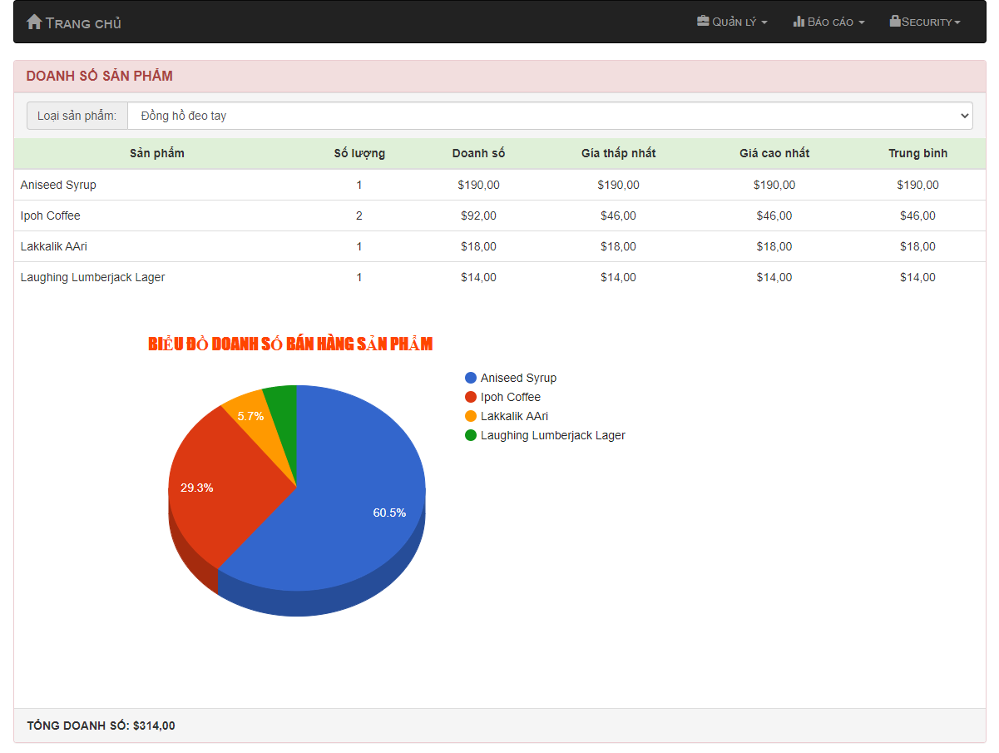 Trang chủ Quản lý Báo cáo Security
DOANH SỐ SẢN PHẨM
Loại sản phẩm: Đồng hồ đeo tay
Sản phẩm Số lượng Doanh số Gía thấp nhất Giá cao nhất Trung bình
Aniseed Syrup 1 $190,00 $190,00 $190,00 $190,00
Ipoh Coffee 2 $92,00 $46,00 $46,00 $46,00
Lakkalik AAri 1 $18,00 $18,00 $18,00 $18,00
Laughing Lumberjack Lager 1 $14,00 $14,00 $14,00 $14,00
BIỂU ĐỒ DOANH SỐ BÁN HÀNG SẢN PHẨM
Aniseed Syrup
Ipoh Coffee
Lakkalik AAri
Laughing Lumberjack Lager
5.7%
29.3%
60.5%
TỔNG DOANH SỐ: $314,00